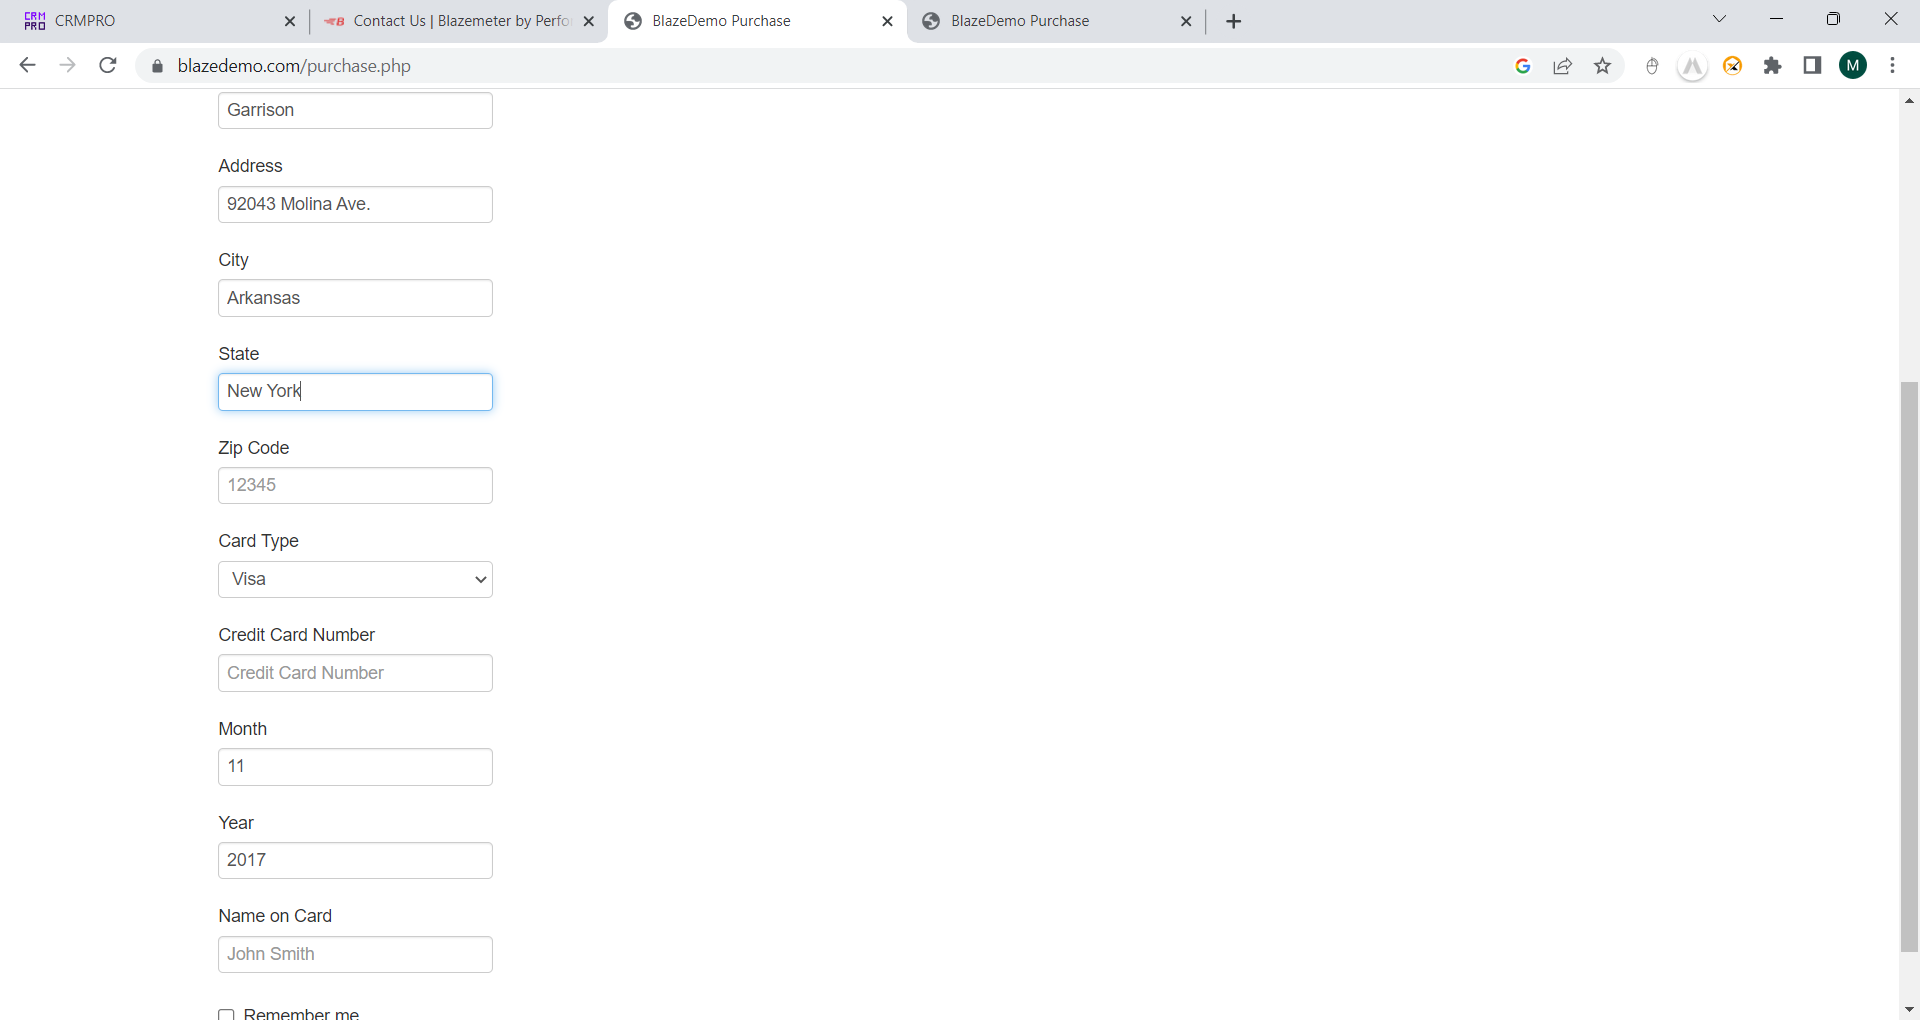 CRM PRO CRMPRO
Contact Us | Blazemeter by Perfo
BlazeDemo Purchase
BlazeDemo Purchase
blazedemo.com/purchase.php
M
Garrison
Address
92043 Molina Ave.
City
Arkansas
State
New York
Zip Code
12345
Card Type
Visa
Credit Card Number
Credit Card Number
Month
11
Year
2017
Name on Card
John Smith
Remember me